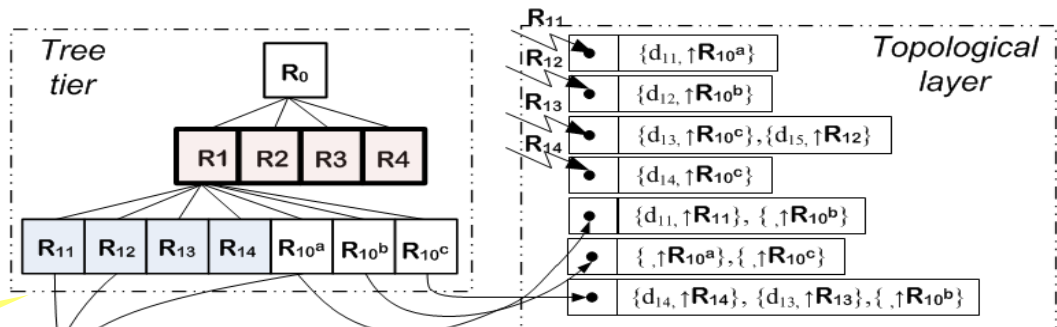 Tree tier
R₀
R1 R2 R3 R4
R₁₁ R₁₂ R₁₃ R₁₄ R₁₀ᵃ R₁₀ᵇ R₁₀ᶜ
Topological layer
R₁₁ {d₁₁, ↑R₁₀ᵃ}
R₁₂ {d₁₂, ↑R₁₀ᵇ}
R₁₃ {d₁₃, ↑R₁₀ᶜ},{d₁₅, ↑R₁₂}
R₁₄ {d₁₄, ↑R₁₀ᶜ}
{d₁₁, ↑R₁₁}, { ,↑R₁₀ᵇ}
{ ,↑R₁₀ᵃ},{ ,↑R₁₀ᶜ}
{d₁₄, ↑R₁₄}, {d₁₃, ↑R₁₃},{ ,↑R₁₀ᵇ}